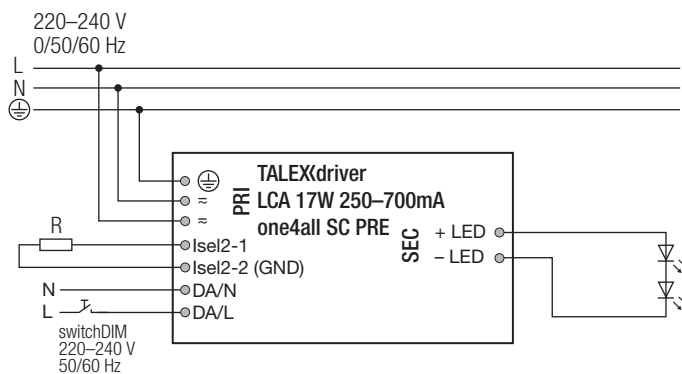 220–240 V
0/50/60 Hz
L
N
TALEXXdriver
LCA 17W 250–700mA
one4all SC PRE
PRI
≂
≂
SEC
+ LED
– LED
R
Isel2-1
Isel2-2 (GND)
N
DA/N
L
DA/L
switchDIM
220–240 V
50/60 Hz